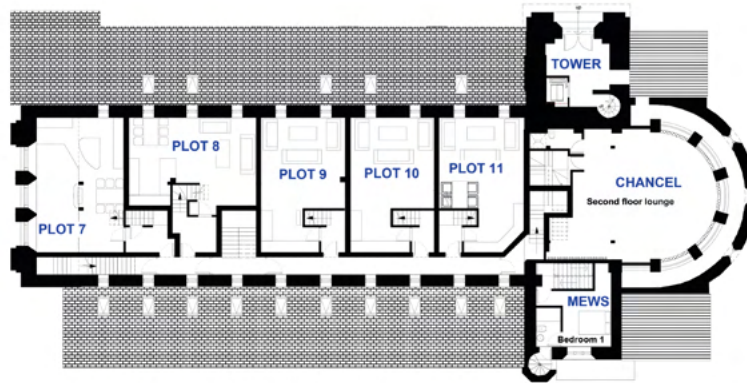 TOWER
PLOT 8
PLOT 9
PLOT 10
PLOT 11
CHANCEL
Second floor lounge
PLOT 7
MEWS
Bedroom 1